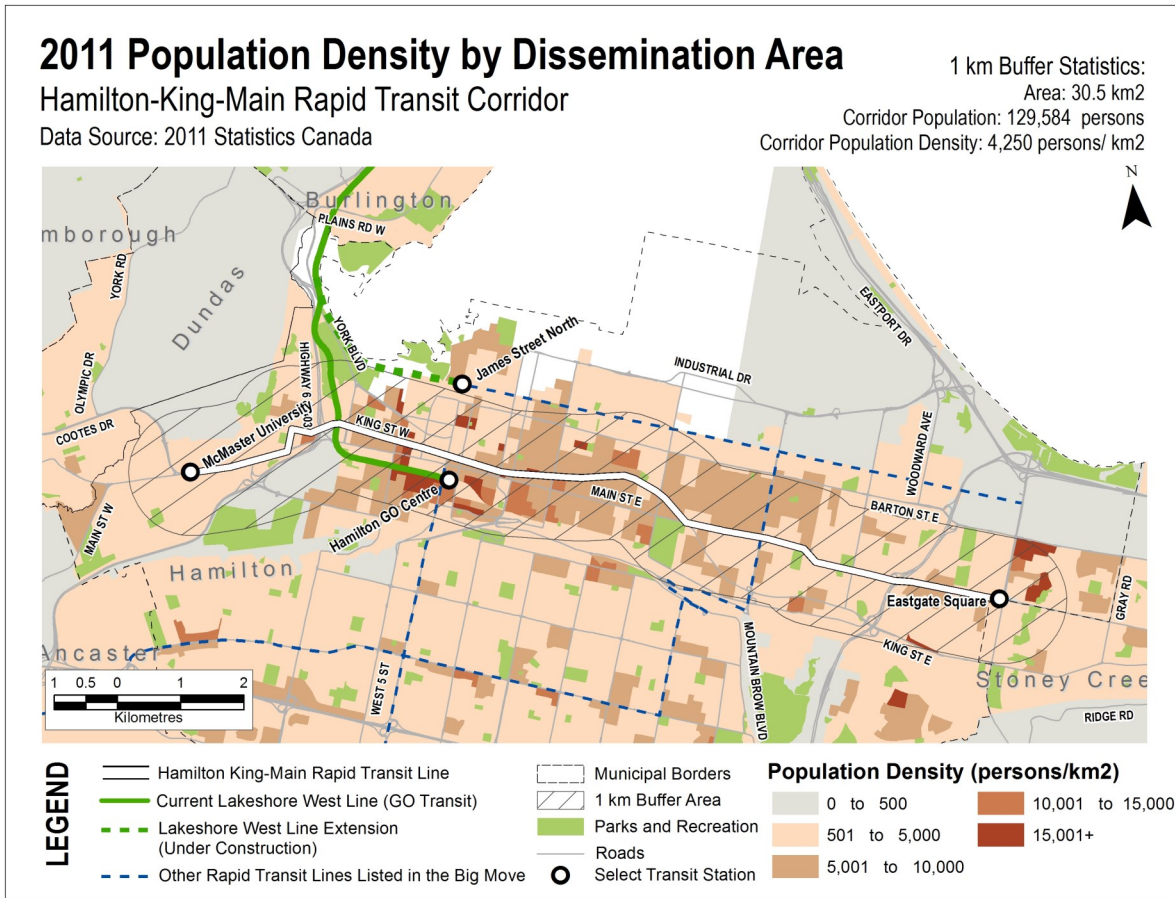 2011 Population Density by Dissemination Area
Hamilton-King-Main Rapid Transit Corridor
Data Source: 2011 Statistics Canada
1 km Buffer Statistics:
Area: 30.5 km2
Corridor Population: 129,584 persons
Corridor Population Density: 4,250 persons/ km2
N
Burlington
PLAINS RD W
mborough
YORK RD
Dundas
EASTPORT DR
YORK BLVD
James Street North
INDUSTRIAL DR
OLYMPIC DR
HIGHWAY 6
McMaster University
COOTES DR
KING ST W
WOODWARD AVE
MAIN ST E
BARTON ST E
MAIN ST W
Hamilton GO Centre
Hamilton
Eastgate Square
GRAY RD
KING ST E
Ancaster
MOUNTAIN BROW BLVD
WEST 5 ST
Stoney Cree
RIDGE RD
1 0.5 0 1 2
Kilometres
LEGEND
Hamilton King-Main Rapid Transit Line
Current Lakeshore West Line (GO Transit)
Lakeshore West Line Extension
(Under Construction)
Other Rapid Transit Lines Listed in the Big Move
Municipal Borders
1 km Buffer Area
Parks and Recreation
Roads
Select Transit Station
Population Density (persons/km2)
0 to 500
501 to 5,000
5,001 to 10,000
10,001 to 15,000
15,001+